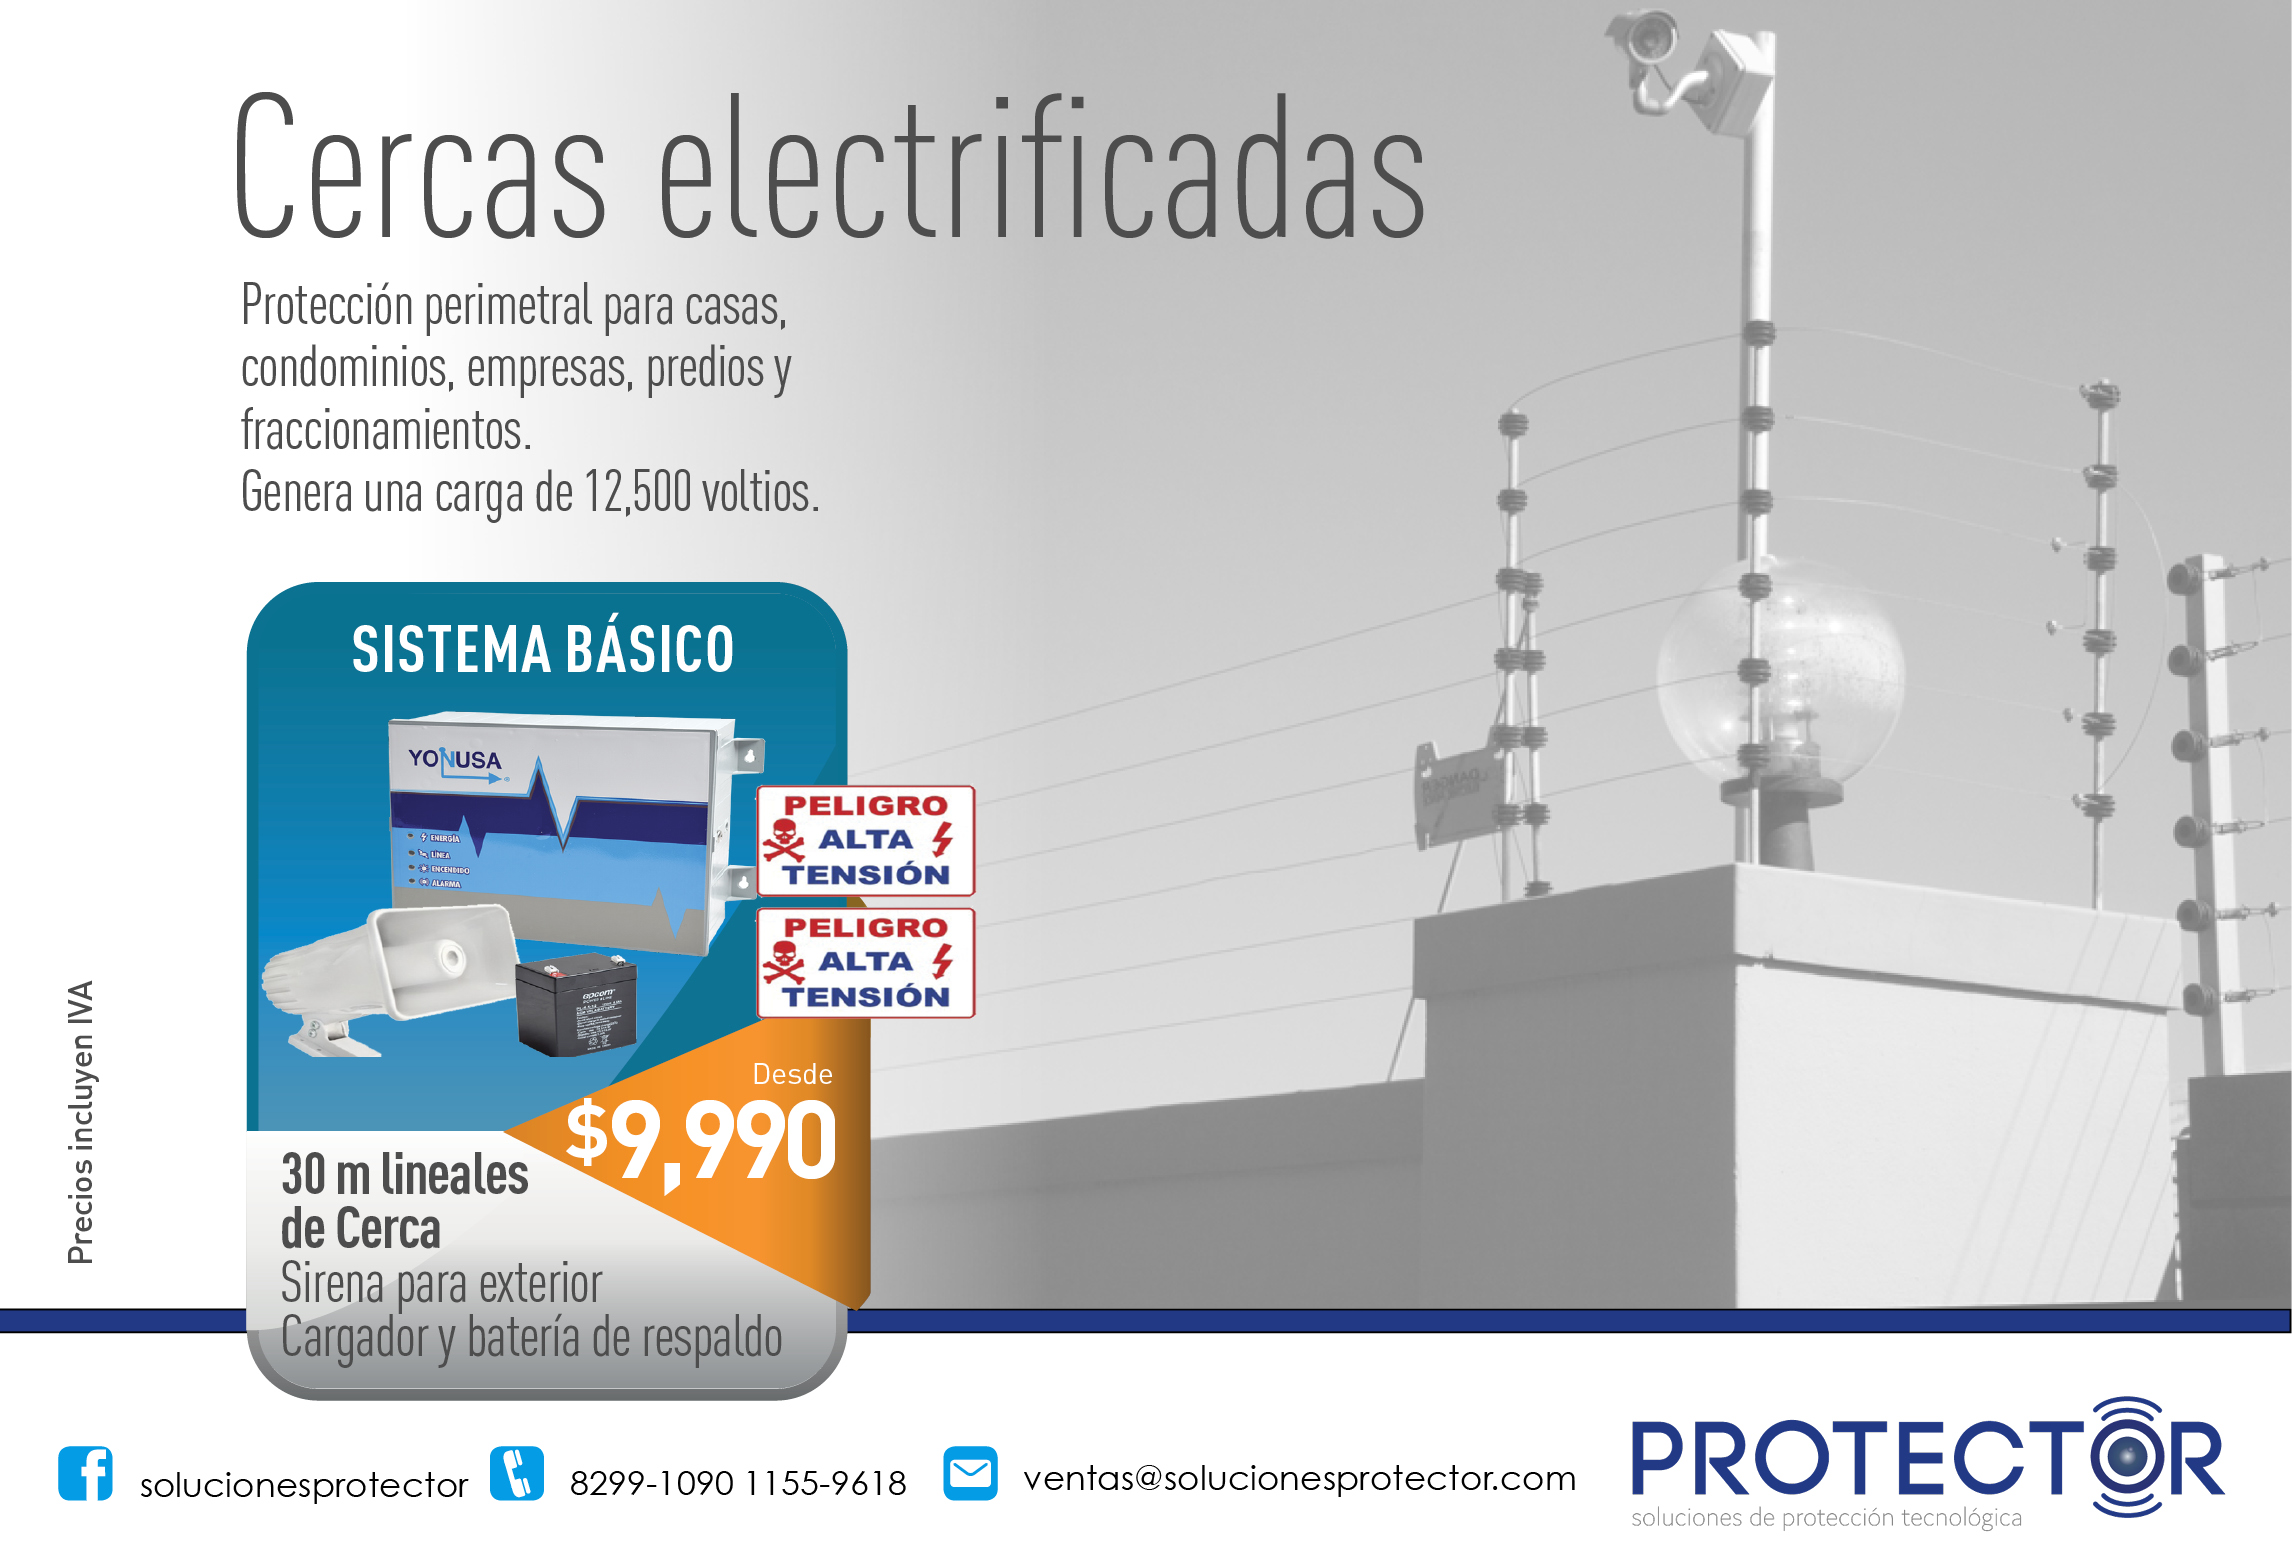 Cercas electrificadas
Protección perimetral para casas,
condominios, empresas, predios y
fraccionamientos.
Genera una carga de 12,500 voltios.
SISTEMA BÁSICO
YONUSA
ENERGÍA
LÍNEA
ENCENDIDO
ALARMA
PELIGRO
ALTA
TENSIÓN
PELIGRO
ALTA
TENSIÓN
epcom
Desde
$9,990
30 m lineales
de Cerca
Sirena para exterior
Cargador y batería de respaldo
Precios incluyen IVA
solucionesprotector
8299-1090 1155-9618
ventas@solucionesprotector.com
PROTECTOR
soluciones de protección tecnológica